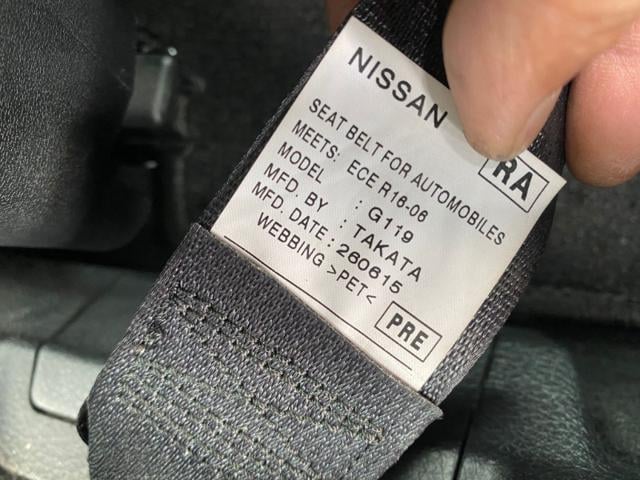 NISSAN
RA
SEAT BELT FOR AUTOMOBILES
MEETS: ECE R16-06
MODEL : G119
MFD. BY : TAKATA
MFD. DATE : 260615
WEBBING >PET<
PRE